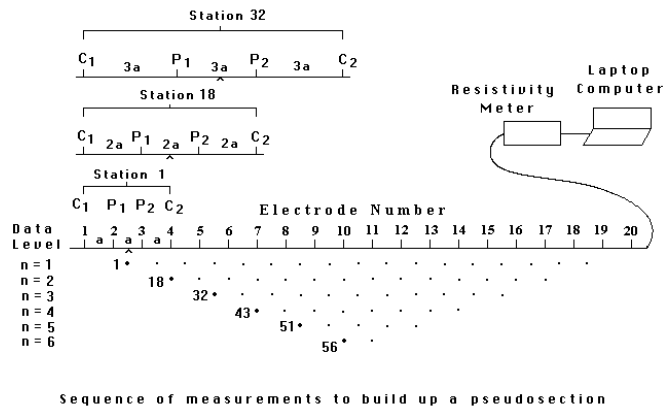 Station 32
C1 3a P1 3a P2 3a C2
Station 18
C1 2a P1 2a P2 2a C2
Station 1
C1 P1 P2 C2
Resistivity Meter
Laptop Computer
Electrode Number
Data Level
1 2 3 4 5 6 7 8 9 10 11 12 13 14 15 16 17 18 19 20
a a a
n = 1 1
n = 2 18
n = 3 32
n = 4 43
n = 5 51
n = 6 56
Sequence of measurements to build up a pseudosection